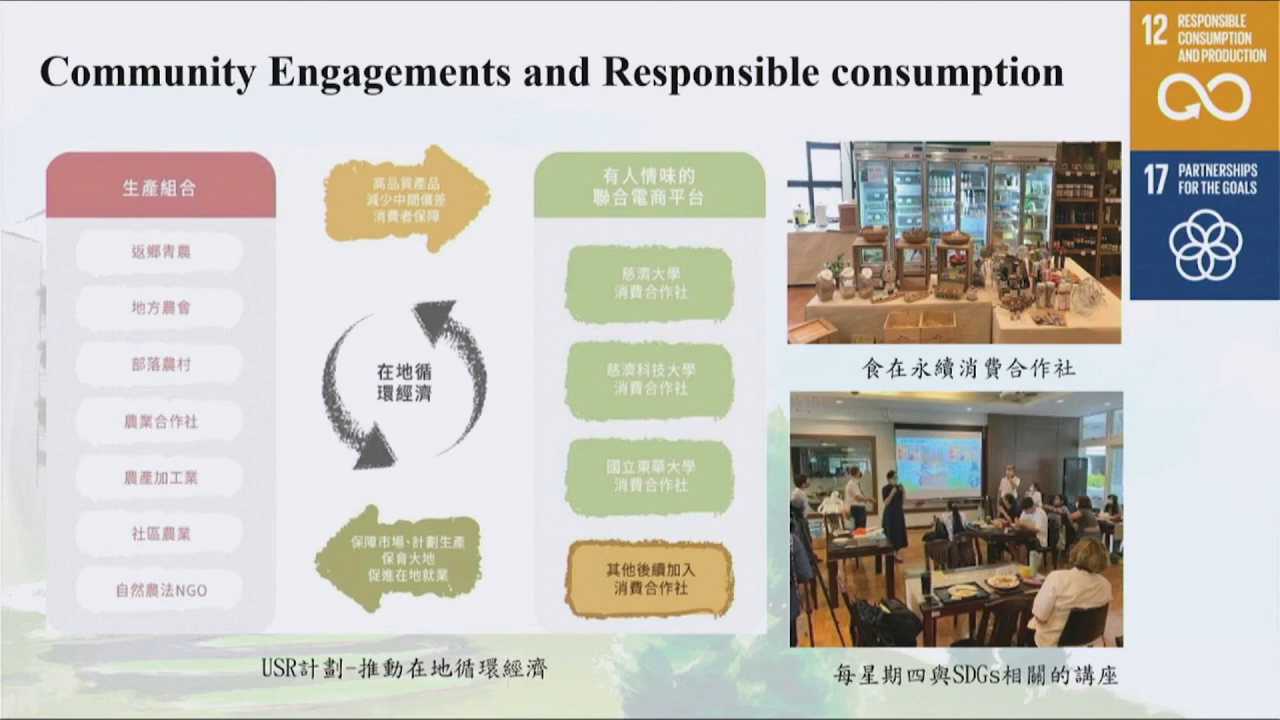 Community Engagements and Responsible consumption
12 RESPONSIBLE
CONSUMPTION
AND PRODUCTION
17 PARTNERSHIPS
FOR THE GOALS
生產組合
返鄉青農
地方農會
部落農村
農業合作社
農產加工業
社區農業
自然農法NGO
高品質產品
減少中間價差
消費者保障
在地循
環經濟
保障市場、計劃生產
保育大地
促進在地就業
有人情味的
聯合電商平台
慈濟大學
消費合作社
慈濟科技大學
消費合作社
國立東華大學
消費合作社
其他後續加入
消費合作社
USR計劃-推動在地循環經濟
食在永續消費合作社
每星期四與SDGs相關的講座